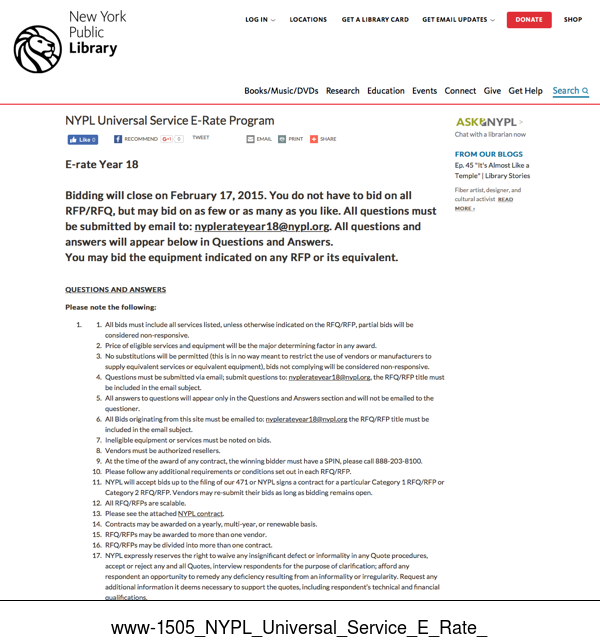 New York
Public
Library
LOG IN
LOCATIONS
GET A LIBRARY CARD
GET EMAIL UPDATES
DONATE
SHOP
Books/Music/DVDs Research Education Events Connect Give Get Help Search
NYPL Universal Service E-Rate Program
Like 0
RECOMMEND
G+1 0
TWEET
EMAIL
PRINT
SHARE
E-rate Year 18
Bidding will close on February 17, 2015. You do not have to bid on all
RFP/RFQ, but may bid on as few or as many as you like. All questions must
be submitted by email to: nyplerateyear18@nypl.org. All questions and
answers will appear below in Questions and Answers.
You may bid the equipment indicated on any RFP or its equivalent.
QUESTIONS AND ANSWERS
Please note the following:
1. 1. All bids must include all services listed, unless otherwise indicated on the RFQ/RFP, partial bids will be
considered non-responsive.
2. Price of eligible services and equipment will be the major determining factor in any award.
3. No substitutions will be permitted (this is in no way meant to restrict the use of vendors or manufacturers to
supply equivalent services or equivalent equipment), bids not complying will be considered non-responsive.
4. Questions must be submitted via email; submit questions to: nyplerateyear18@nypl.org, the RFQ/RFP title must
be included in the email subject.
5. All answers to questions will appear only in the Questions and Answers section and will not be emailed to the
questioner.
6. All Bids originating from this site must be emailed to: nyplerateyear18@nypl.org the RFQ/RFP title must be
included in the email subject.
7. Ineligible equipment or services must be noted on bids.
8. Vendors must be authorized resellers.
9. At the time of the award of any contract, the winning bidder must have a SPIN, please call 888-203-8100.
10. Please follow any additional requirements or conditions set out in each RFQ/RFP.
11. NYPL will accept bids up to the filing of our 471 or NYPL signs a contract for a particular Category 1 RFQ/RFP or
Category 2 RFQ/RFP. Vendors may re-submit their bids as long as bidding remains open.
12. All RFQ/RFPs are scalable.
13. Please see the attached NYPL contract.
14. Contracts may be awarded on a yearly, multi-year, or renewable basis.
15. RFQ/RFPs may be awarded to more than one vendor.
16. RFQ/RFPs may be divided into more than one contract.
17. NYPL expressly reserves the right to waive any insignificant defect or informality in any Quote procedures,
accept or reject any and all Quotes, interview respondents for the purpose of clarification; afford any
respondent an opportunity to remedy any deficiency resulting from an informality or irregularity. Request any
additional information it deems necessary to support the quotes, including respondent's technical and financial
qualifications.
ASK NYPL >
Chat with a librarian now
FROM OUR BLOGS
Ep. 45 "It's Almost Like a
Temple" | Library Stories
Fiber artist, designer, and
cultural activist READ
MORE ›
www-1505_NYPL_Universal_Service_E_Rate_